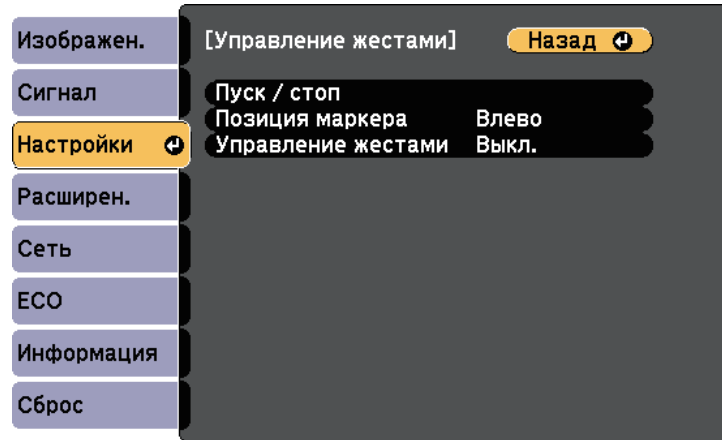 Изображен.
Сигнал
Настройки
Расширен.
Сеть
ECO
Информация
Сброс
[Управление жестами] Назад
Пуск / стоп
Позиция маркера Влево
Управление жестами Выкл.